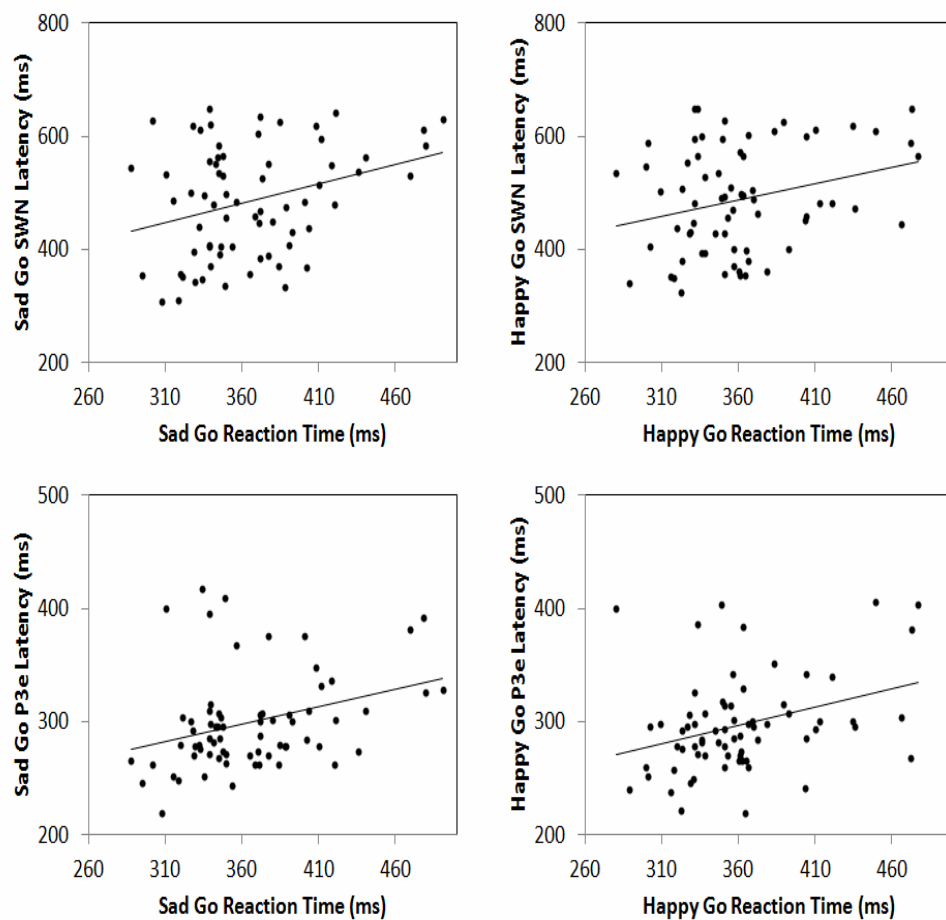 800
600
400
200
Sad Go SWN Latency (ms)
260 310 360 410 460
Sad Go Reaction Time (ms)
800
600
400
200
Happy Go SWN Latency (ms)
260 310 360 410 460
Happy Go Reaction Time (ms)
500
400
300
200
Sad Go P3e Latency (ms)
260 310 360 410 460
Sad Go Reaction Time (ms)
500
400
300
200
Happy Go P3e Latency (ms)
260 310 360 410 460
Happy Go Reaction Time (ms)